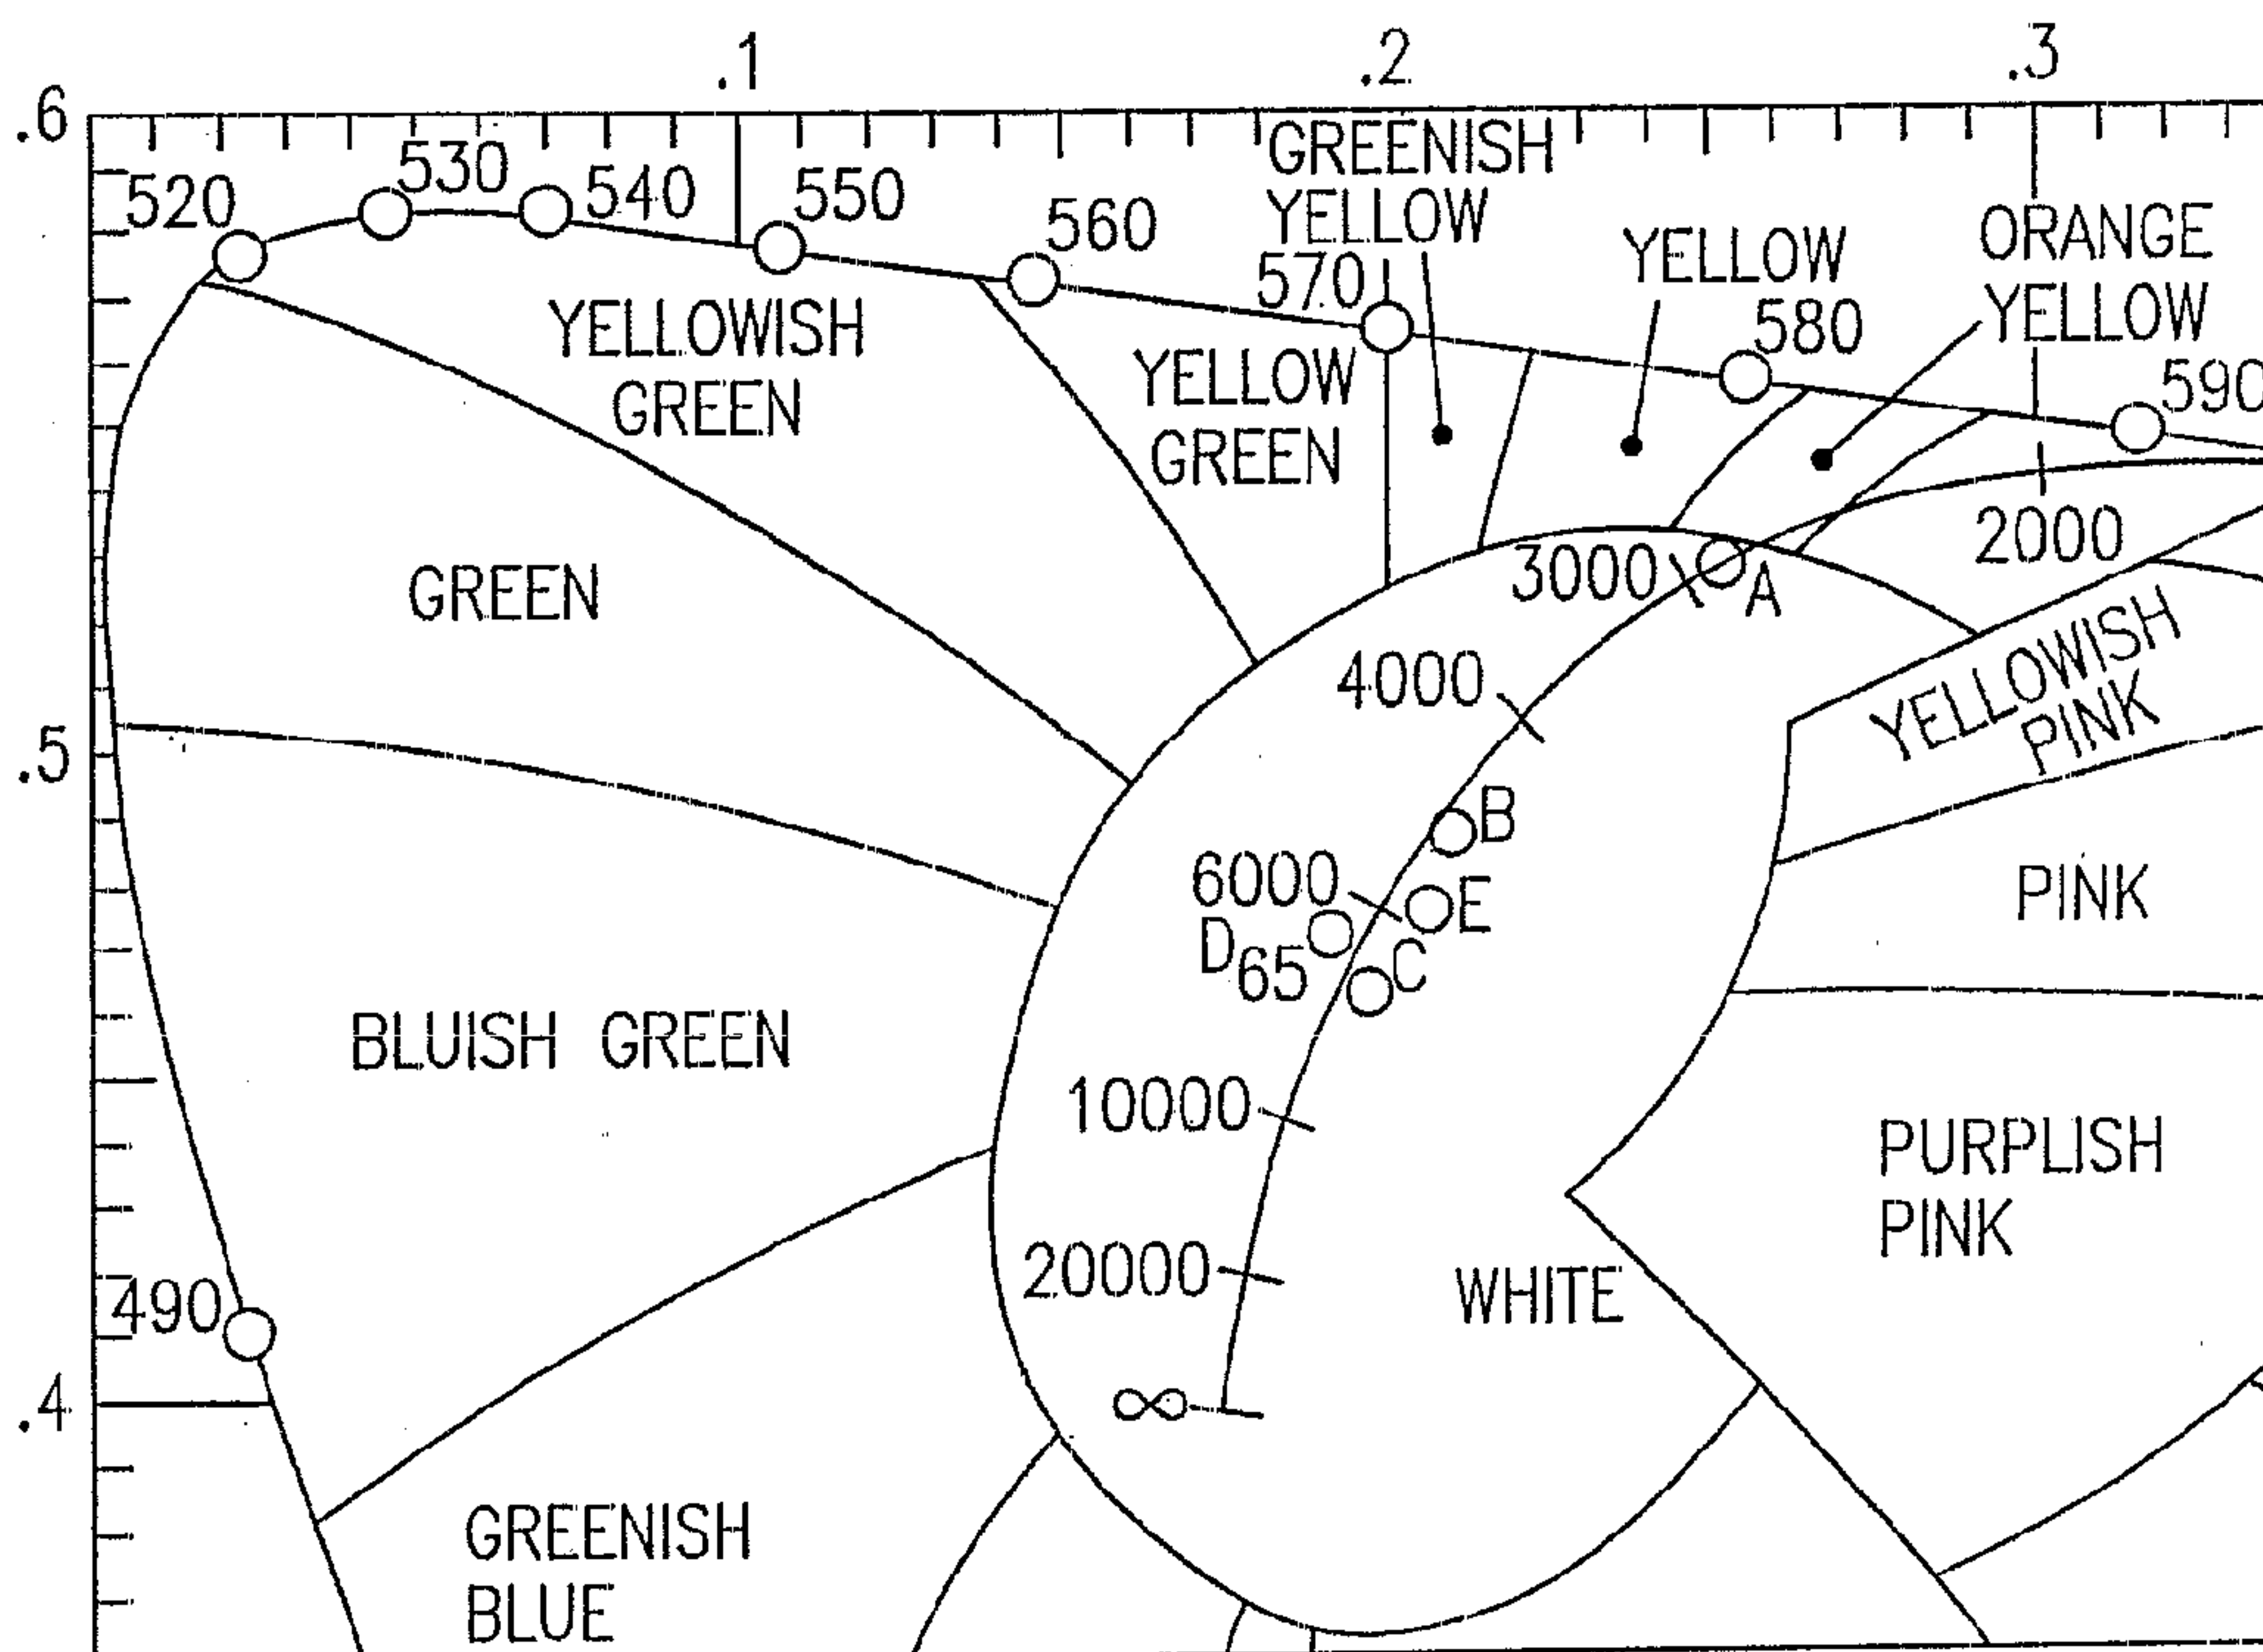 .1
.2
.3
.6
GREENISH
YELLOW
530
540
550
520
560
570
YELLOW
ORANGE
YELLOW
580
590
YELLOWISH
GREEN
YELLOW
GREEN
2000
3000
A
GREEN
4000
YELLOWISH
PINK
.5
B
6000
E
PINK
D65
C
BLUISH GREEN
10000
PURPLISH
PINK
20000
WHITE
490
∞
.4
GREENISH
BLUE